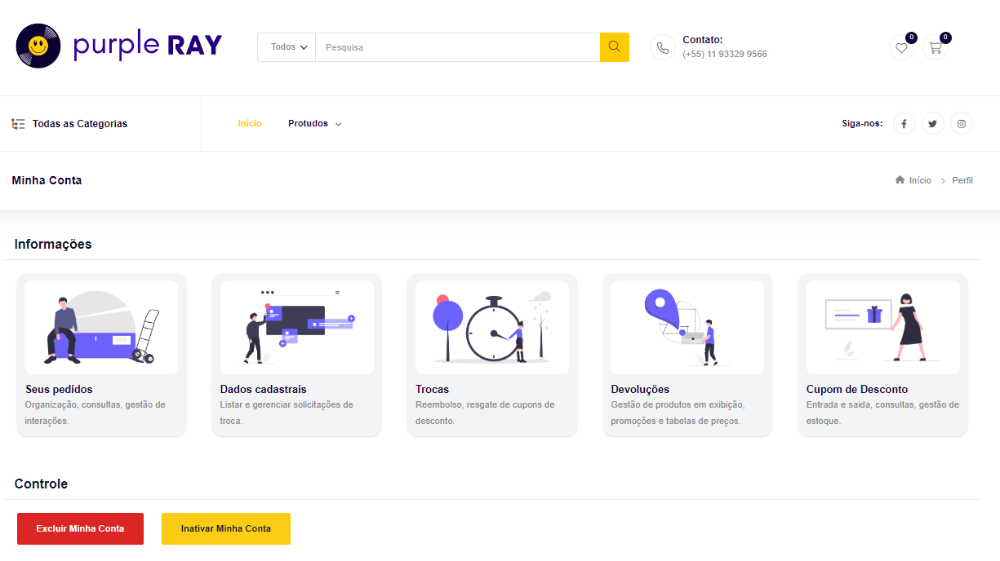 purple RAY
Todos
Pesquisa
Contato:
(+55) 11 93329 9566
0
0
Todas as Categorias
Início
Protudos
Siga-nos:
Minha Conta
Início
Perfil
Informações
1
Seus pedidos
Organização, consultas, gestão de
interações.
Dados cadastrais
Listar e gerenciar solicitações de
troca.
Trocas
Reembolso, resgate de cupons de
desconto.
Devoluções
Gestão de produtos em exibição,
promoções e tabelas de preços.
Cupom de Desconto
Entrada e saida, consultas, gestão de
estoque.
Controle
Excluir Minha Conta
Inativar Minha Conta